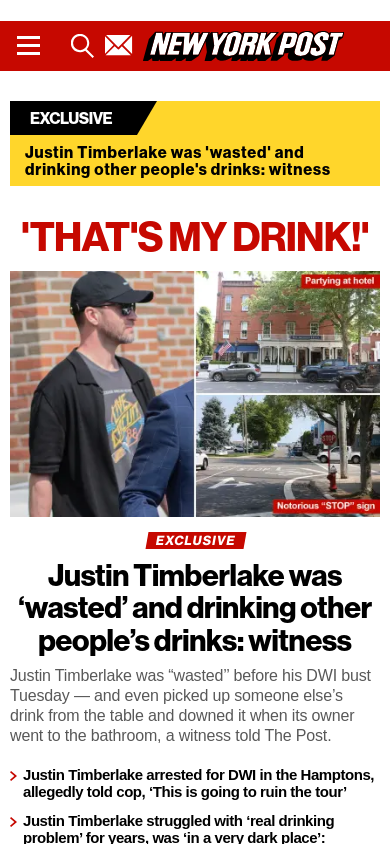 NEW YORK POST
EXCLUSIVE
Justin Timberlake was 'wasted' and
drinking other people's drinks: witness
'THAT'S MY DRINK!'
Partying at hotel
STOP
Notorious “STOP” sign
EXCLUSIVE
Justin Timberlake was
‘wasted’ and drinking other
people’s drinks: witness
Justin Timberlake was “wasted’’ before his DWI bust
Tuesday — and even picked up someone else’s
drink from the table and downed it when its owner
went to the bathroom, a witness told The Post.
Justin Timberlake arrested for DWI in the Hamptons,
allegedly told cop, ‘This is going to ruin the tour’
Justin Timberlake struggled with ‘real drinking
problem’ for years, was ‘in a very dark place’: